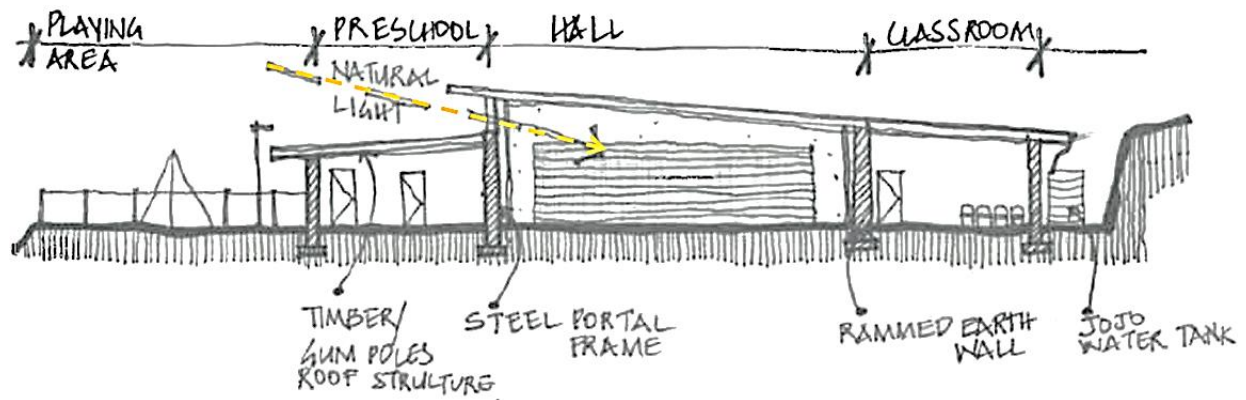 PLAYING
AREA
PRESCHOOL
HALL
CLASSROOM
NATURAL
LIGHT
TIMBER/
GUM POLES
ROOF STRUCTURE
STEEL PORTAL
FRAME
RAMMED EARTH
WALL
JOJO
WATER TANK